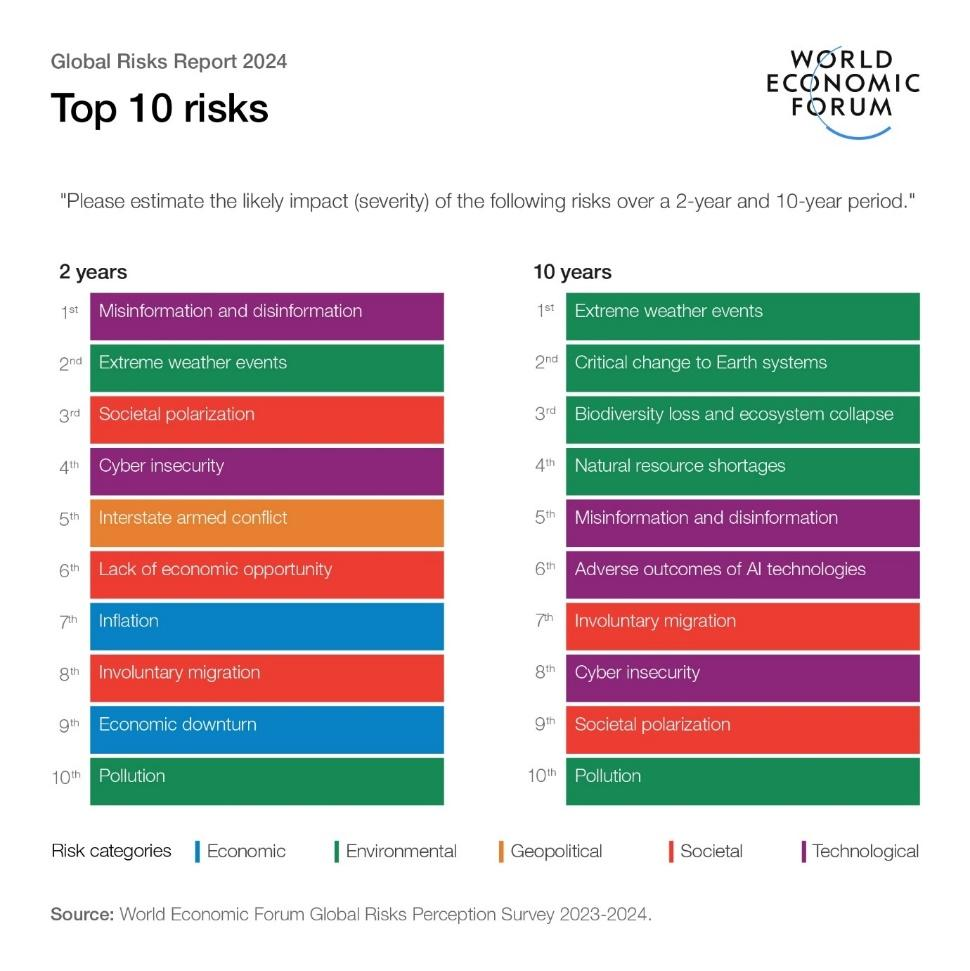 Global Risks Report 2024
Top 10 risks
WORLD
ECONOMIC
FORUM
"Please estimate the likely impact (severity) of the following risks over a 2-year and 10-year period."
2 years
1st Misinformation and disinformation
2nd Extreme weather events
3rd Societal polarization
4th Cyber insecurity
5th Interstate armed conflict
6th Lack of economic opportunity
7th Inflation
8th Involuntary migration
9th Economic downturn
10th Pollution
10 years
1st Extreme weather events
2nd Critical change to Earth systems
3rd Biodiversity loss and ecosystem collapse
4th Natural resource shortages
5th Misinformation and disinformation
6th Adverse outcomes of AI technologies
7th Involuntary migration
8th Cyber insecurity
9th Societal polarization
10th Pollution
Risk categories Economic Environmental Geopolitical Societal Technological
Source: World Economic Forum Global Risks Perception Survey 2023-2024.